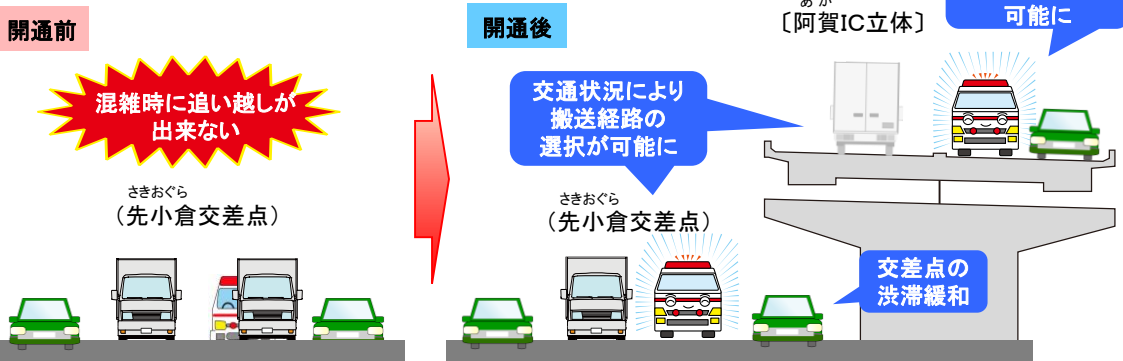 開通前
混雑時に追い越しが
出来ない
さきおぐら
（先小倉交差点）
開通後
交通状況により
搬送経路の
選択が可能に
さきおぐら
（先小倉交差点）
あが
〔阿賀IC立体〕
可能に
交差点の
渋滞緩和